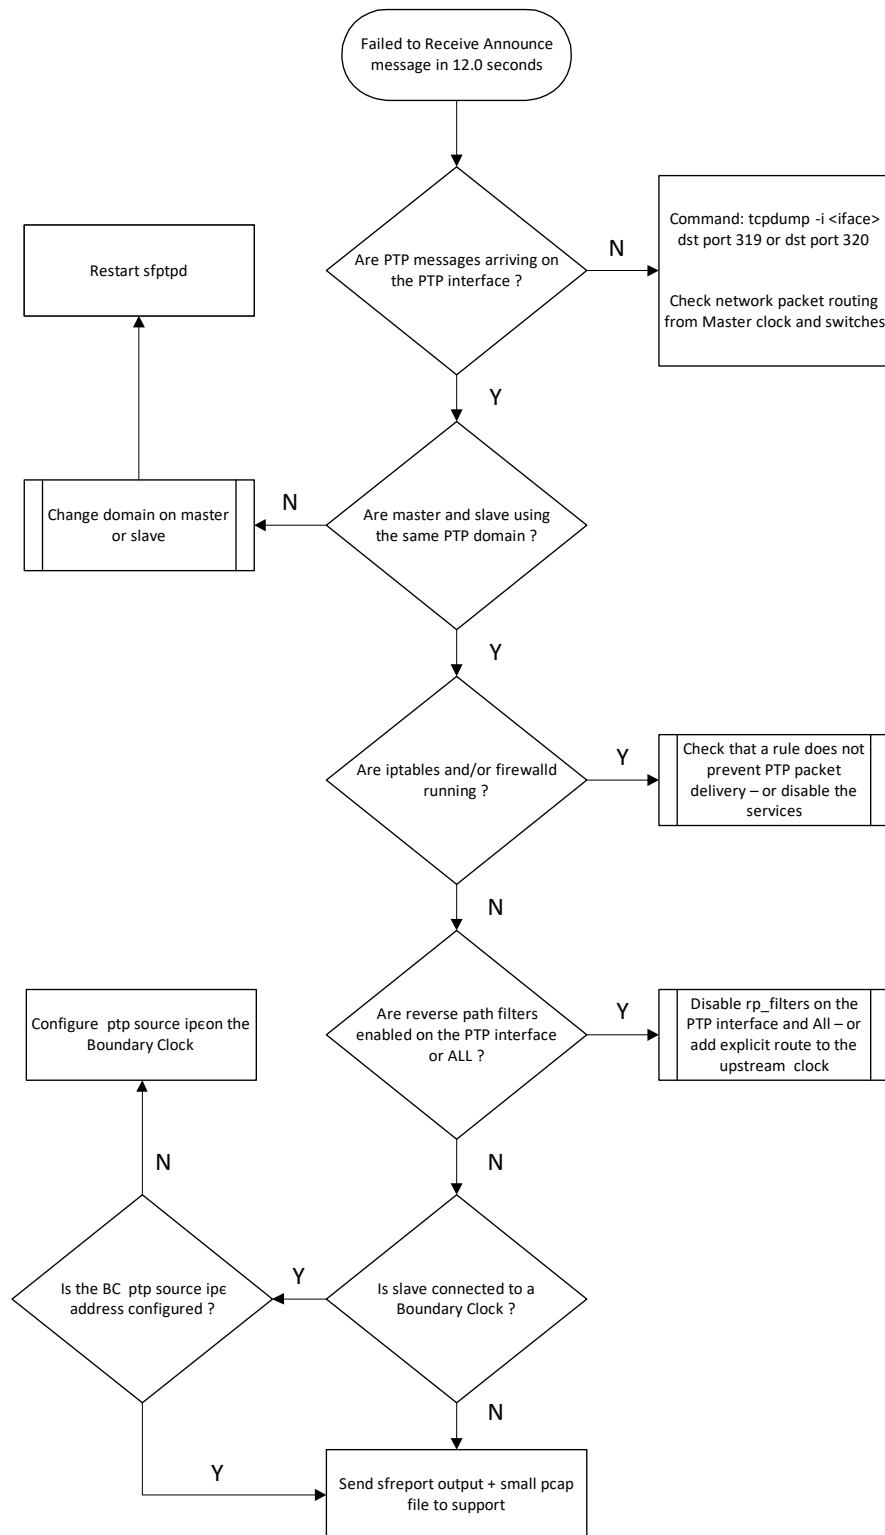 Failed to Receive Announce
message in 12.0 seconds
Are PTP messages arriving on
the PTP interface ?
N
Command: tcpdump -i <iface>
dst port 319 or dst port 320
Check network packet routing
from Master clock and switches
Restart sfptpd
Y
Are master and slave using
the same PTP domain ?
N
Change domain on master
or slave
Y
Are iptables and/or firewalld
running ?
Y
Check that a rule does not
prevent PTP packet
delivery – or disable the
services
N
Are reverse path filters
enabled on the PTP interface
or ALL ?
Y
Disable rp_filters on the
PTP interface and All – or
add explicit route to the
upstream clock
Configure ptp source ipєon the
Boundary Clock
N
N
Is slave connected to a
Boundary Clock ?
Y
Is the BC ptp source ipє
address configured ?
N
Y
Send sfreport output + small pcap
file to support